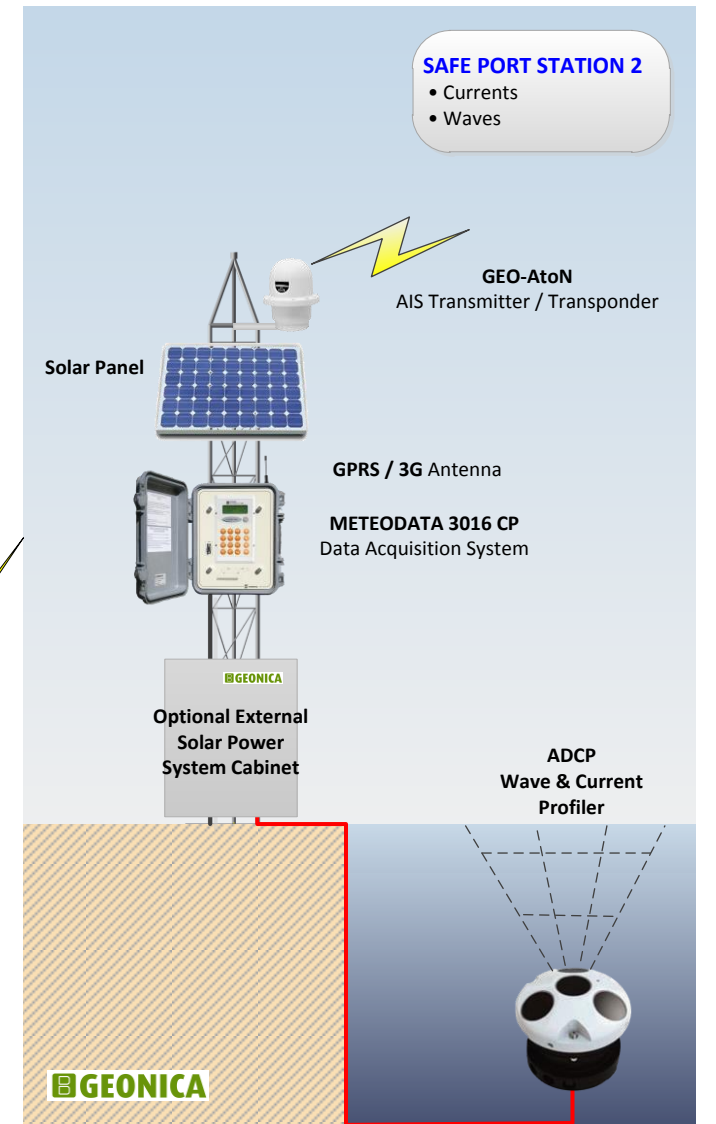 SAFE PORT STATION 2
• Currents
• Waves
GEO-AtoN
AIS Transmitter / Transponder
Solar Panel
GPRS / 3G Antenna
METEODATA 3016 CP
Data Acquisition System
GEONICA
Optional External
Solar Power
System Cabinet
ADCP
Wave & Current
Profiler
GEONICA